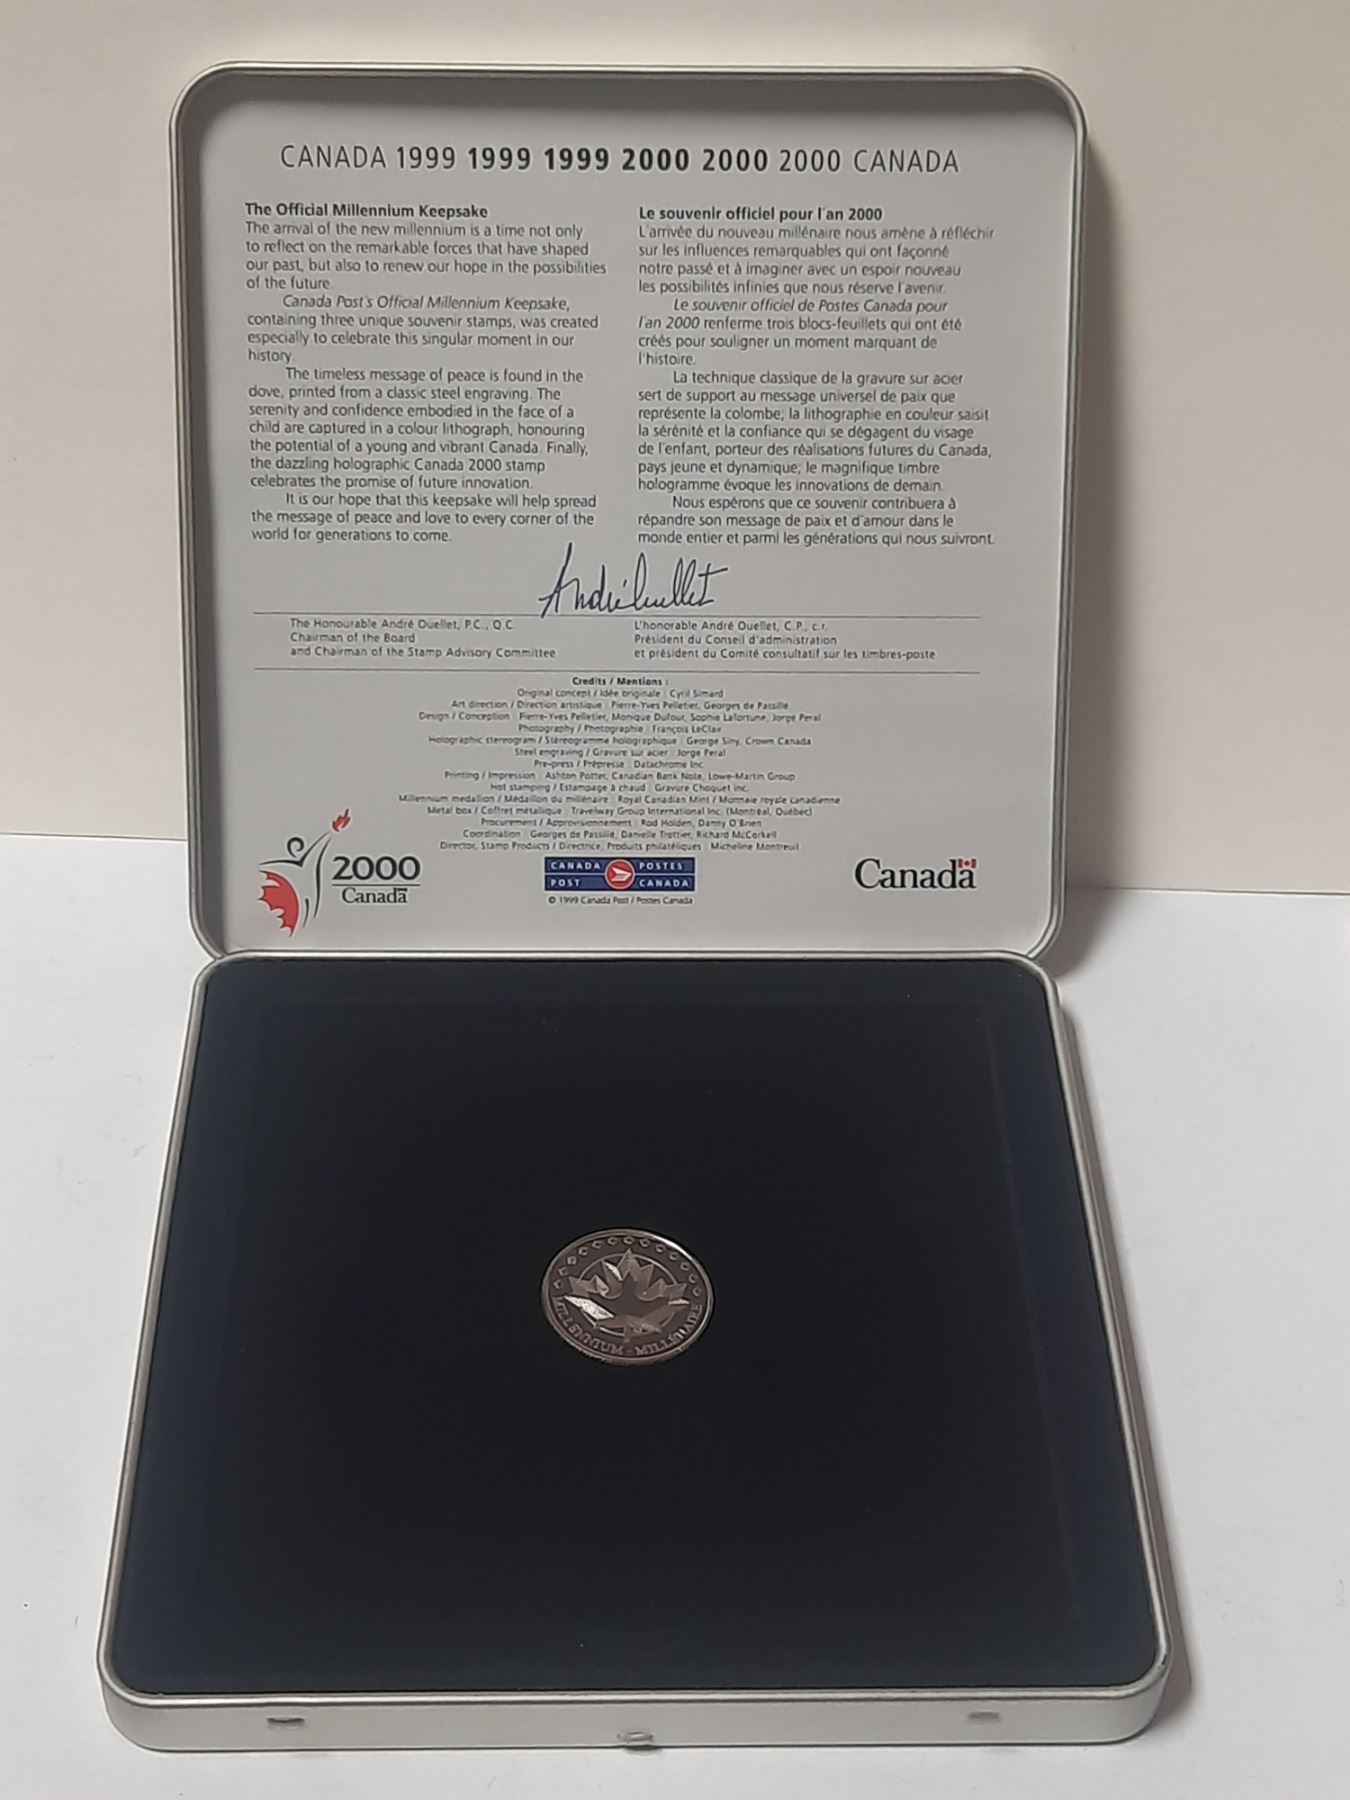 CANADA 1999 1999 1999 2000 2000 2000 CANADA
The Official Millennium Keepsake
The arrival of the new millennium is a time not only
to reflect on the remarkable forces that have shaped
our past, but also to renew our hope in the possibilities
of the future.
Canada Post's Official Millennium Keepsake,
containing three unique souvenir stamps, was created
especially to celebrate this singular moment in our
history.
The timeless message of peace is found in the
dove, printed from a classic steel engraving. The
serenity and confidence embodied in the face of a
child are captured in a colour lithograph, honouring
the potential of a young and vibrant Canada. Finally,
the dazzling holographic Canada 2000 stamp
celebrates the promise of future innovation.
It is our hope that this keepsake will help spread
the message of peace and love to every corner of the
world for generations to come.
Le souvenir officiel pour l'an 2000
L'arrivée du nouveau millénaire nous amène à réfléchir
sur les influences remarquables qui ont façonné
notre passé et à imaginer avec un espoir nouveau
les possibilités infinies que nous réserve l'avenir.
Le souvenir officiel de Postes Canada pour
l'an 2000 renferme trois blocs-feuillets qui ont été
créés pour souligner un moment marquant de
l'histoire.
La technique classique de la gravure sur acier
sert de support au message universel de paix que
représente la colombe; la lithographie en couleur saisit
la sérénité et la confiance qui se dégagent du visage
de l'enfant, porteur des réalisations futures du Canada,
pays jeune et dynamique; le magnifique timbre
hologramme évoque les innovations de demain.
Nous espérons que ce souvenir contribuera à
répandre son message de paix et d'amour dans le
monde entier et parmi les générations qui nous suivront.
André Ouellet
The Honourable André Ouellet, P.C., Q.C.
Chairman of the Board
and Chairman of the Stamp Advisory Committee
L'honorable André Ouellet, C.P., c.r.
Président du Conseil d'administration
et président du Comité consultatif sur les timbres-poste
Credits / Mentions :
Original concept / Idée originale : Cyril Simard
Art direction / Direction artistique : Pierre-Yves Pelletier, Georges de Passillé
Design / Conception : Pierre-Yves Pelletier, Monique Dufour, Sophie Lafortune, Jorge Peral
Photography / Photographie : François LeClair
Holographic stereogram / Stéréogramme holographique : George Siny, Crown Canada
Steel engraving / Gravure sur acier : Jorge Peral
Pre-press / Prépresse : Datachrome Inc.
Printing / Impression : Ashton Potter, Canadian Bank Note, Lowe-Martin Group
Hot stamping / Estampage à chaud : Gravure Choquet inc.
Millennium medallion / Médaillon du millénaire : Royal Canadian Mint / Monnaie royale canadienne
Metal box / Coffret métallique : Travelway Group International Inc. (Montréal, Québec)
Procurement / Approvisionnement : Rod Holden, Danny O'Brien
Coordination : Georges de Passillé, Danielle Trottier, Richard McCorkell
Director, Stamp Products / Directrice, Produits philatéliques : Micheline Montreuil
2000
Canada
CANADA POSTES
POST CANADA
© 1999 Canada Post / Postes Canada
Canada
MILLENNIUM - MILLÉNAIRE